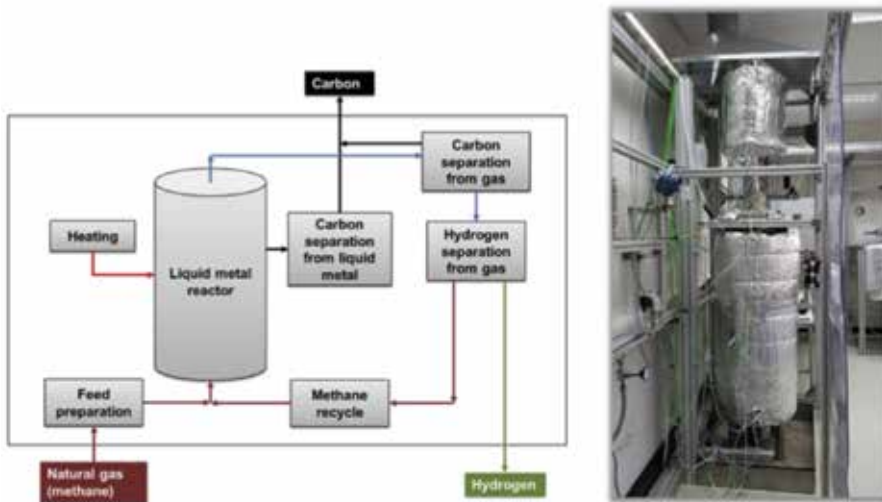 Carbon
Carbon
separation
from gas
Heating
Liquid metal
reactor
Carbon
separation
from liquid
metal
Hydrogen
separation
from gas
Feed
preparation
Methane
recycle
Natural gas
(methane)
Hydrogen